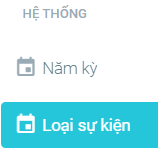 HỆ THỐNG
Năm kỳ
Loại sự kiện